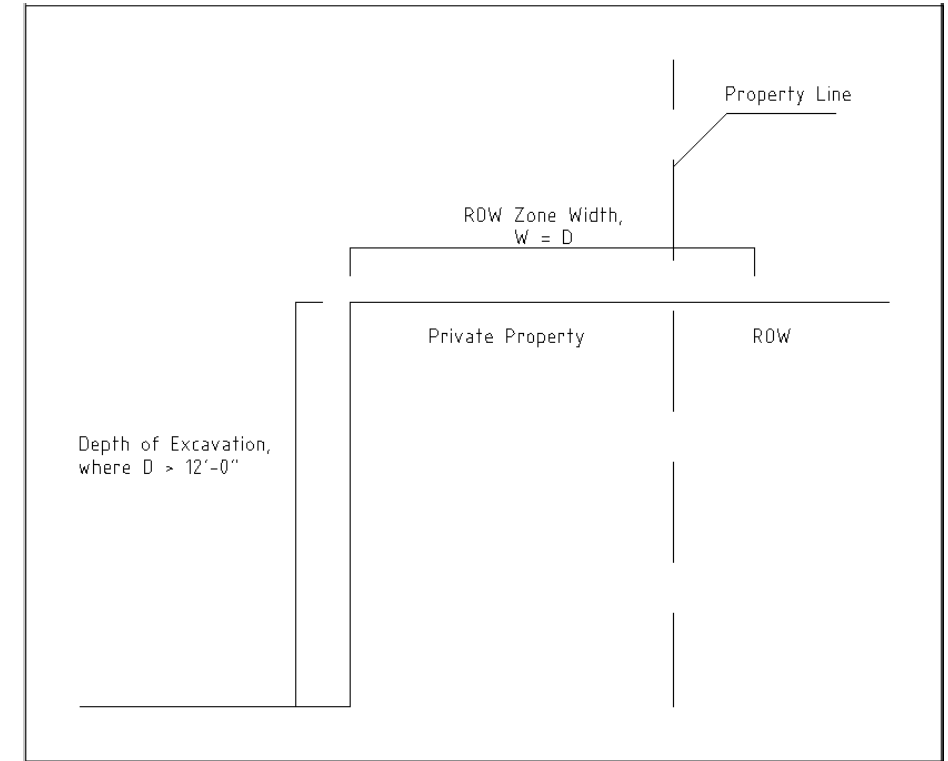 Property Line
ROW Zone Width,
W = D
Private Property
ROW
Depth of Excavation,
where D > 12'-0"